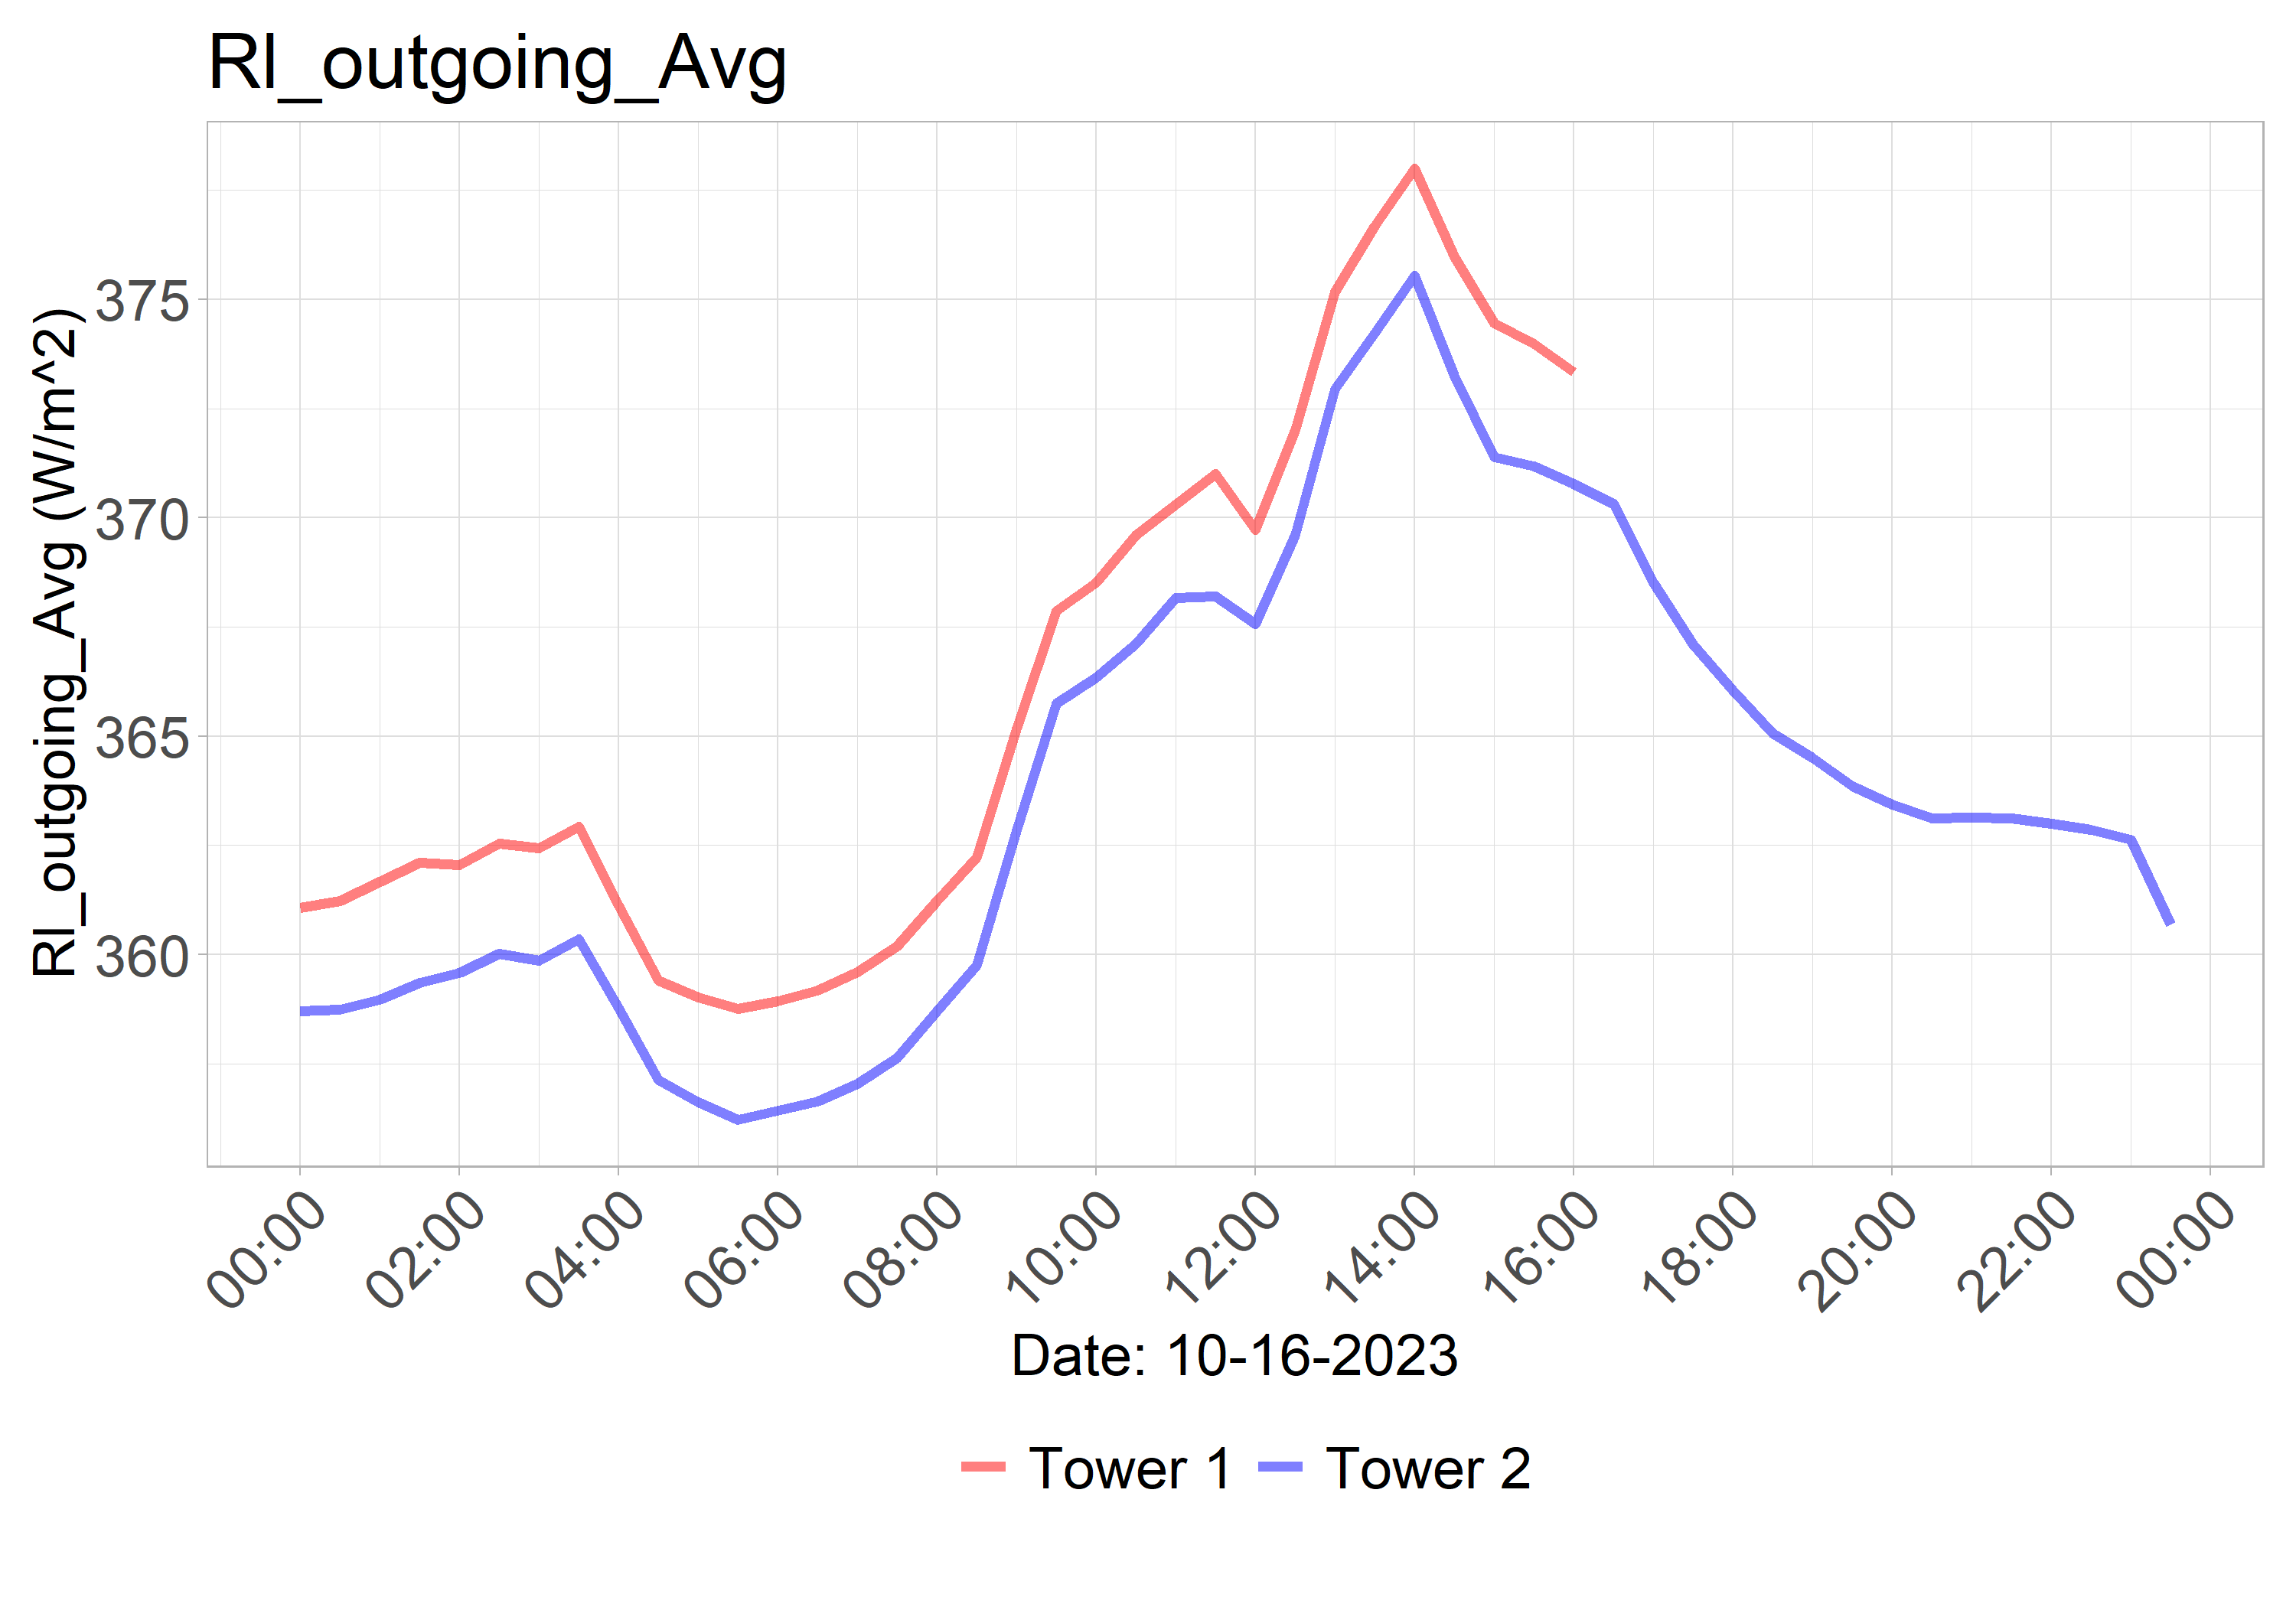 Rl_outgoing_Avg
Rl_outgoing_Avg (W/m^2)
375
370
365
360
00:00 02:00 04:00 06:00 08:00 10:00 12:00 14:00 16:00 18:00 20:00 22:00 00:00
Date: 10-16-2023
Tower 1 Tower 2